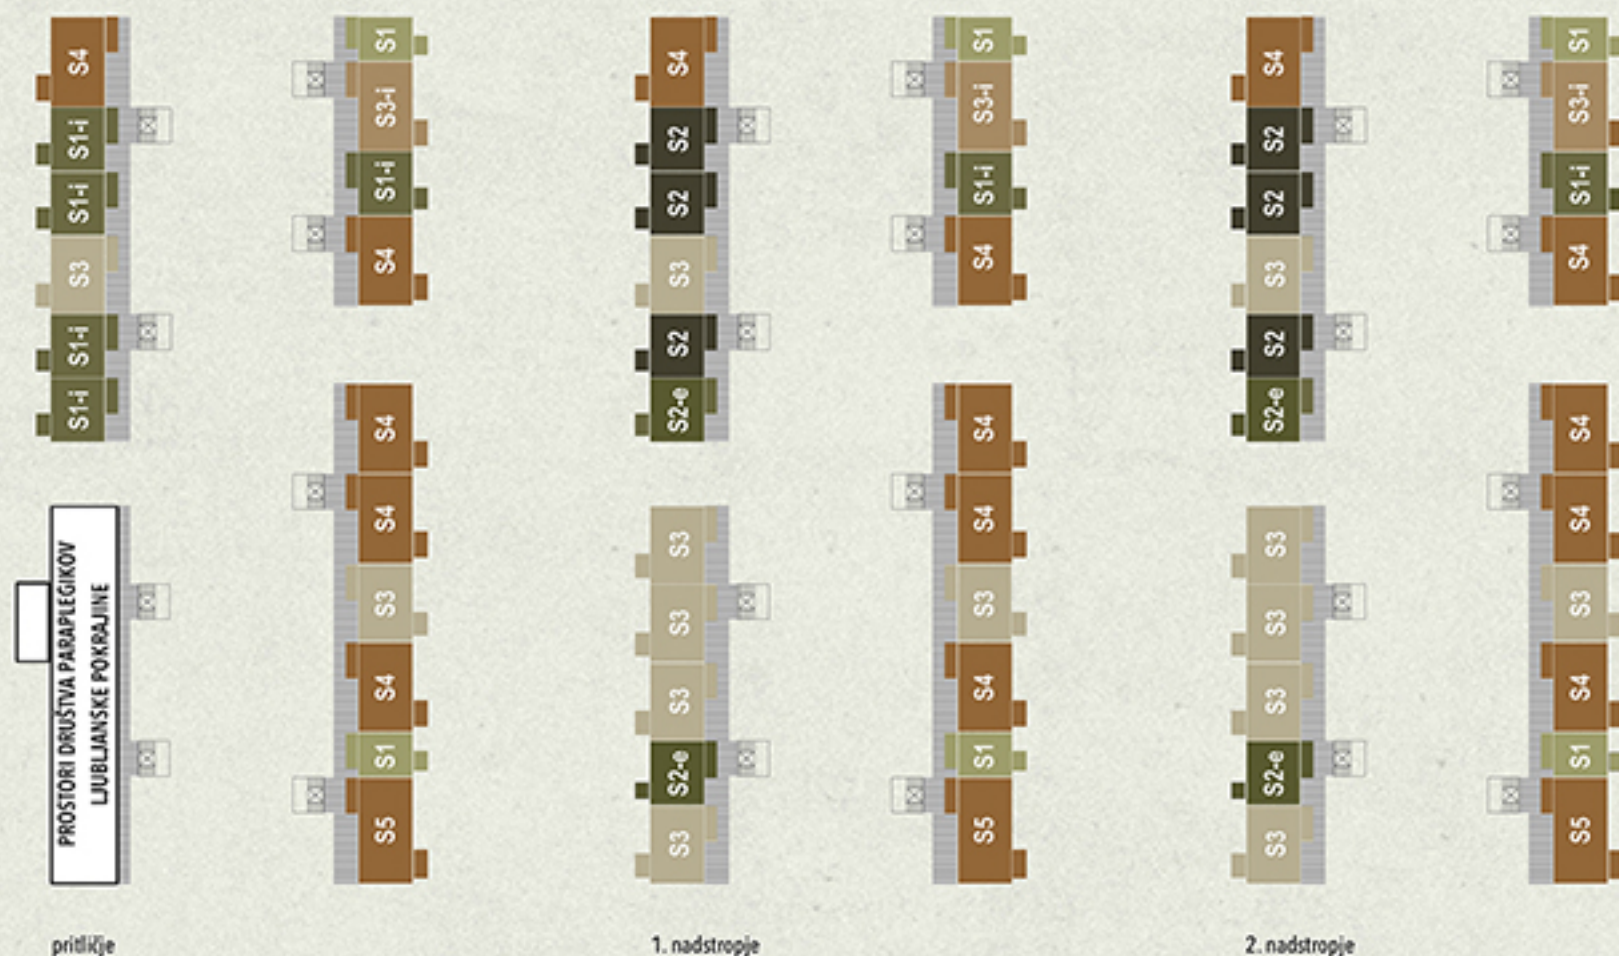 S4
S1-i
S1-i
S3
S1-i
S1-i
PROSTORI DRUŠTVA PARAPLEGIKOV
LJUBLJANSKE POKRAJINE
S1
S3-i
S1-i
S4
S4
S4
S3
S4
S1
S5
pritličje
S4
S2
S2
S3
S2
S2-e
S3
S3
S3
S2-e
S3
S1
S3-i
S1-i
S4
S4
S4
S3
S4
S1
S5
1. nadstropje
S4
S2
S2
S3
S2
S2-e
S3
S3
S3
S2-e
S3
S1
S3-i
S1-i
S4
S4
S4
S3
S4
S1
S5
2. nadstropje